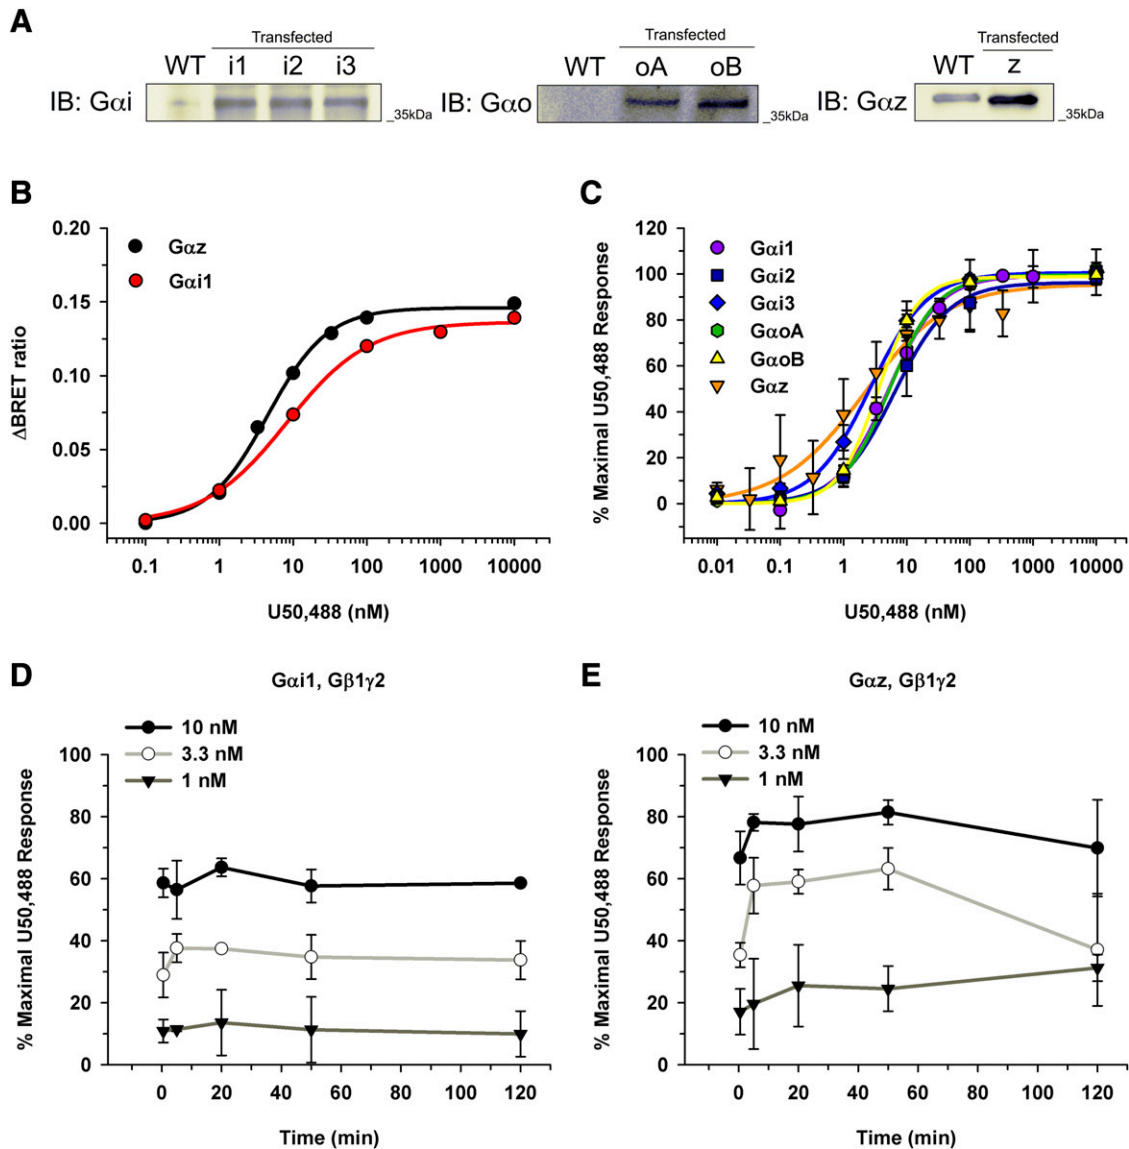 A
Transfected
Transfected
Transfected
WT i1 i2 i3
WT oA oB
WT z
IB: Gαi
_35kDa
IB: Gαo
_35kDa
IB: Gαz
_35kDa
B
ΔBRET ratio
0.20
0.15
0.10
0.05
0.00
Gαz
Gαi1
0.1 1 10 100 1000 10000
U50,488 (nM)
C
% Maximal U50,488 Response
120
100
80
60
40
20
0
Gαi1
Gαi2
Gαi3
GαoA
GαoB
Gαz
0.01 0.1 1 10 100 1000 10000
U50,488 (nM)
D
Gαi1, Gβ1γ2
10 nM
3.3 nM
1 nM
% Maximal U50,488 Response
100
80
60
40
20
0
0 20 40 60 80 100 120
Time (min)
E
Gαz, Gβ1γ2
10 nM
3.3 nM
1 nM
% Maximal U50,488 Response
100
80
60
40
20
0
0 20 40 60 80 100 120
Time (min)